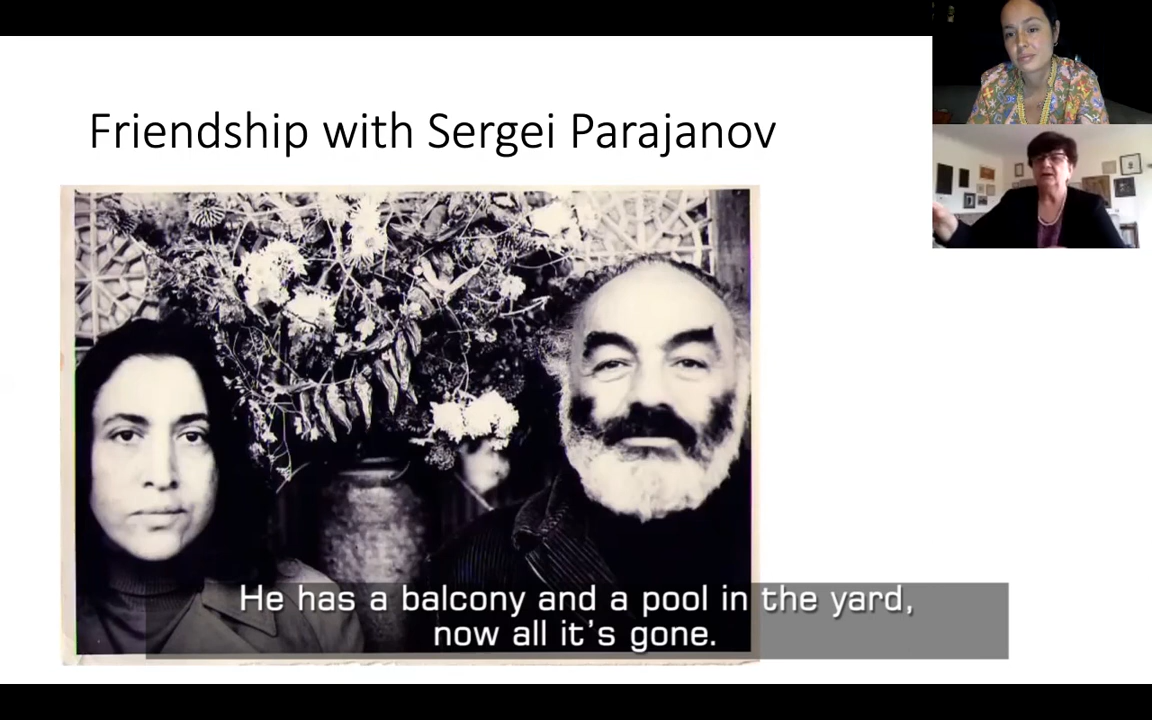 Friendship with Sergei Parajanov
He has a balcony and a pool in the yard,
now all it's gone.